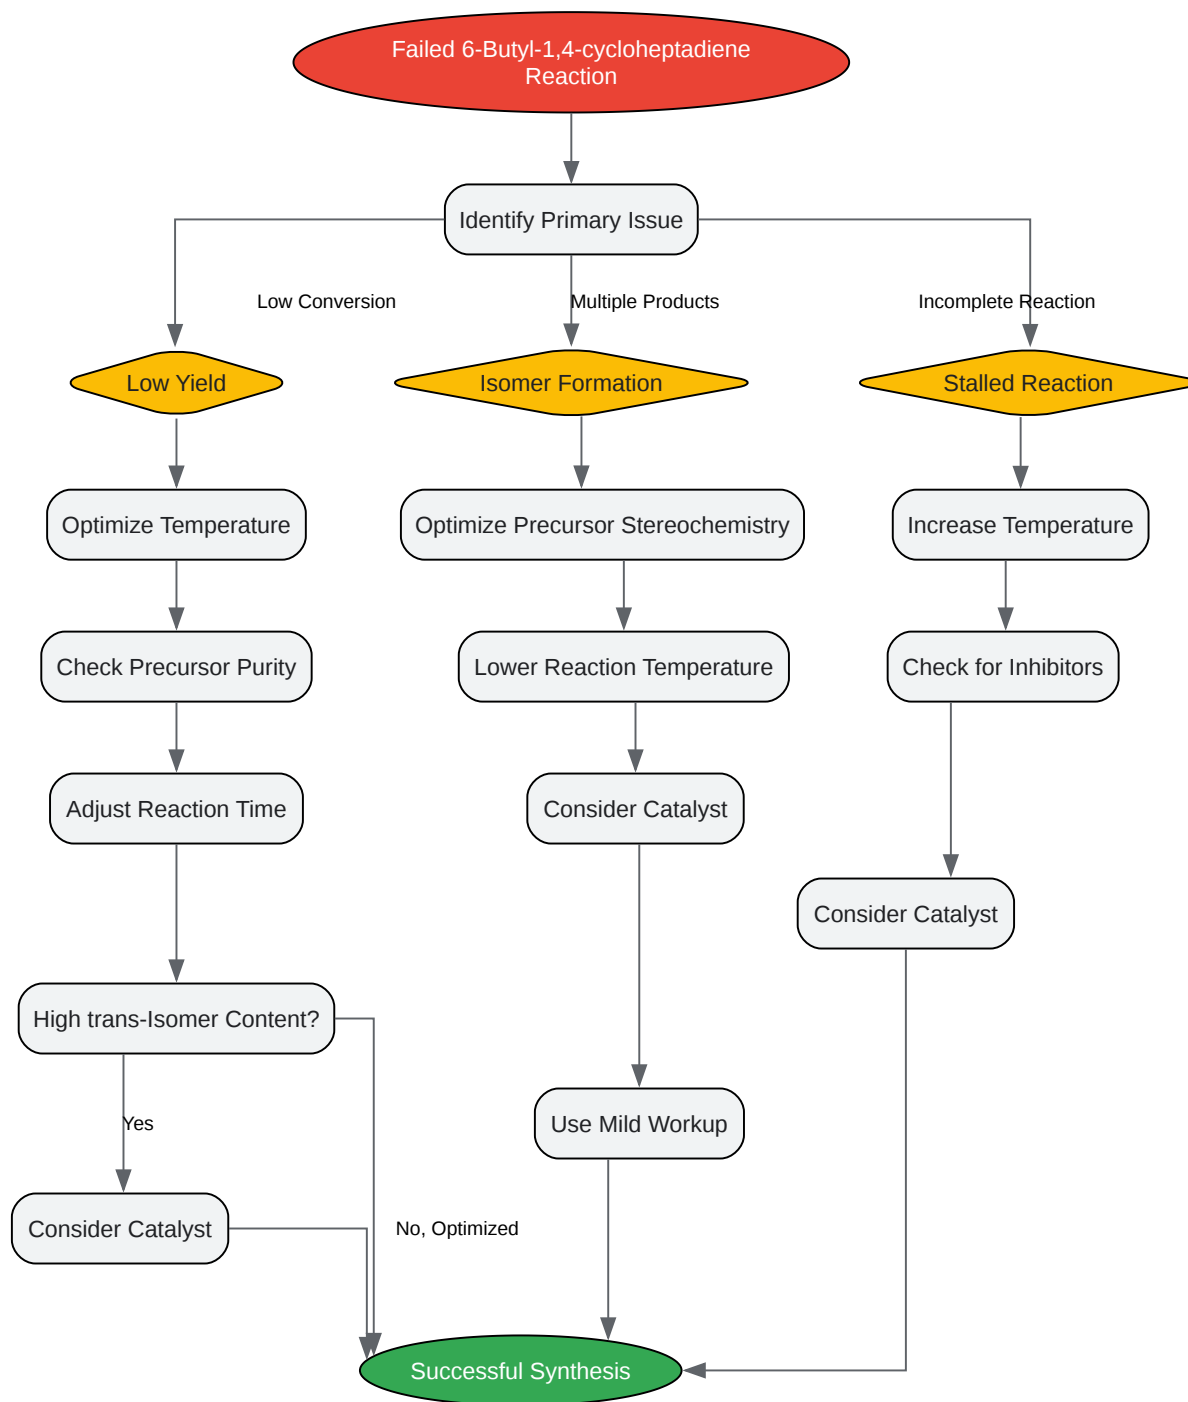 Failed 6-Butyl-1,4-cycloheptadiene
Reaction
Identify Primary Issue
Low Conversion
Multiple Products
Incomplete Reaction
Low Yield
Isomer Formation
Stalled Reaction
Optimize Temperature
Optimize Precursor Stereochemistry
Increase Temperature
Check Precursor Purity
Lower Reaction Temperature
Check for Inhibitors
Adjust Reaction Time
Consider Catalyst
Consider Catalyst
High trans-Isomer Content?
Yes
Use Mild Workup
Consider Catalyst
No, Optimized
Successful Synthesis